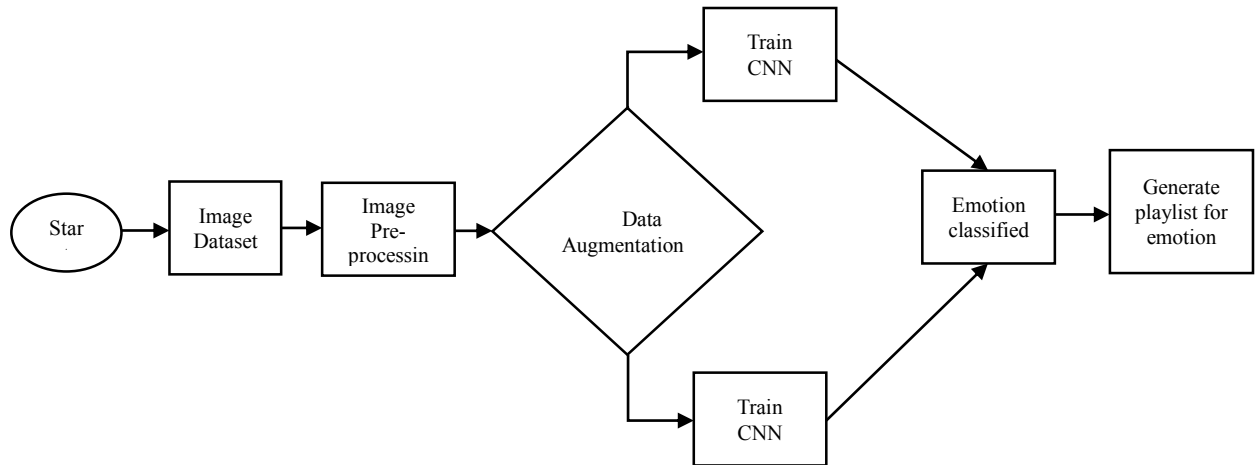 Train
CNN
Star
Image
Dataset
Image
Pre-
processin
Data
Augmentation
Emotion
classified
Generate
playlist for
emotion
Train
CNN